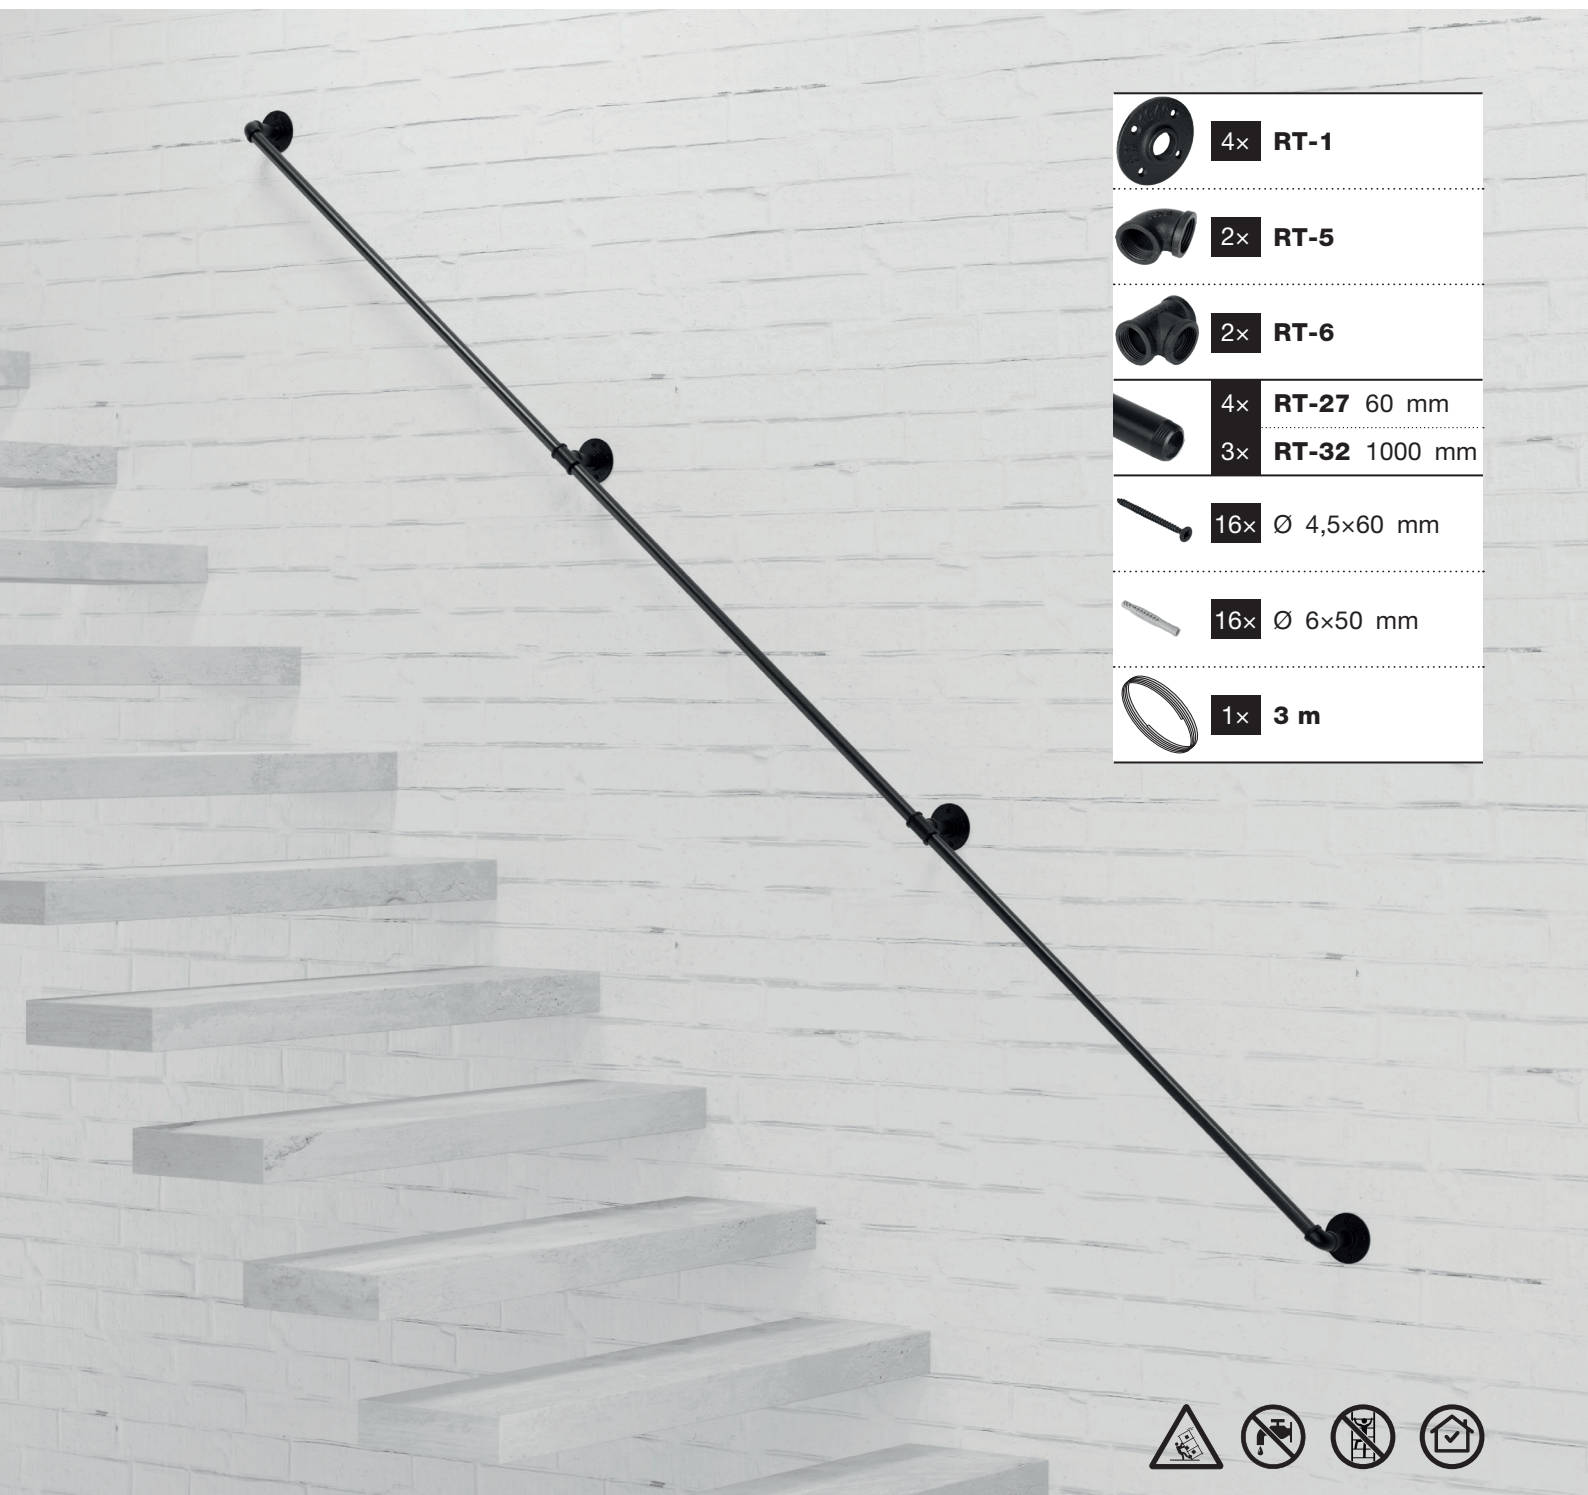 4× RT-1
2× RT-5
2× RT-6
4× RT-27 60 mm
3× RT-32 1000 mm
16× Ø 4,5×60 mm
16× Ø 6×50 mm
1× 3 m